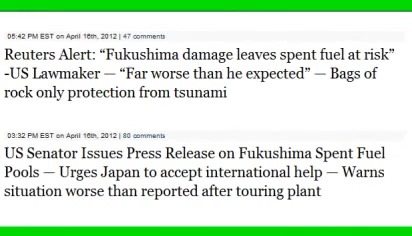 05:42 PM EST on April 16th, 2012 | 47 comments
Reuters Alert: “Fukushima damage leaves spent fuel at risk”
-US Lawmaker — “Far worse than he expected” — Bags of
rock only protection from tsunami
03:32 PM EST on April 16th, 2012 | 80 comments
US Senator Issues Press Release on Fukushima Spent Fuel
Pools — Urges Japan to accept international help — Warns
situation worse than reported after touring plant